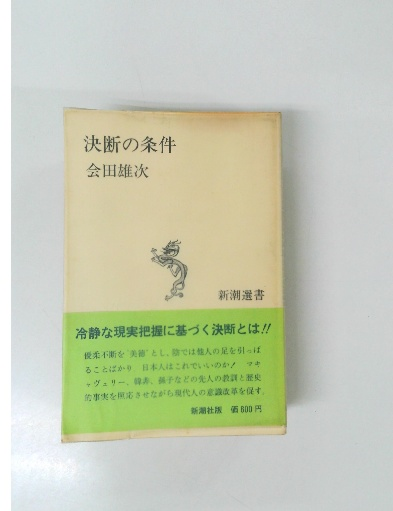 決断の条件
会田雄次
新潮選書
冷静な現実把握に基づく決断とは!!
優柔不断を“美徳”とし、陰では他人の足を引っぱ
ることばかり。日本人はこれでいいのか! マキ
ャヴェリー、韓非、孫子などの先人の教訓と歴史
的事実を照応させながら現代人の意識改革を促す。
新潮社版 価 600 円